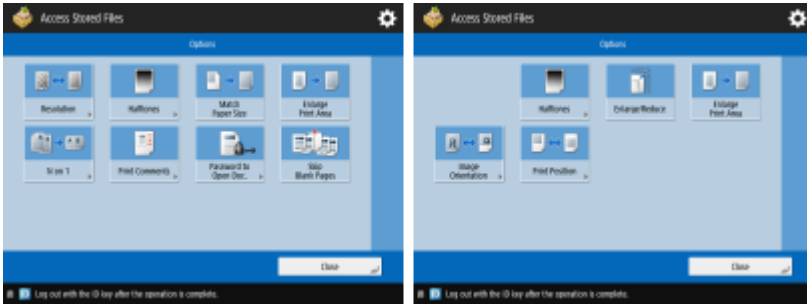 Access Stored Files
Options
Resolution
Halftones
Match
Paper Size
Enlarge
Print Area
N on 1
Print Comments
Password to
Open Doc.
Skip
Blank Pages
Close
Log out with the ID key after the operation is complete.
Access Stored Files
Options
Halftones
Enlarge/Reduce
Enlarge
Print Area
Image
Orientation
Print Position
Close
Log out with the ID key after the operation is complete.